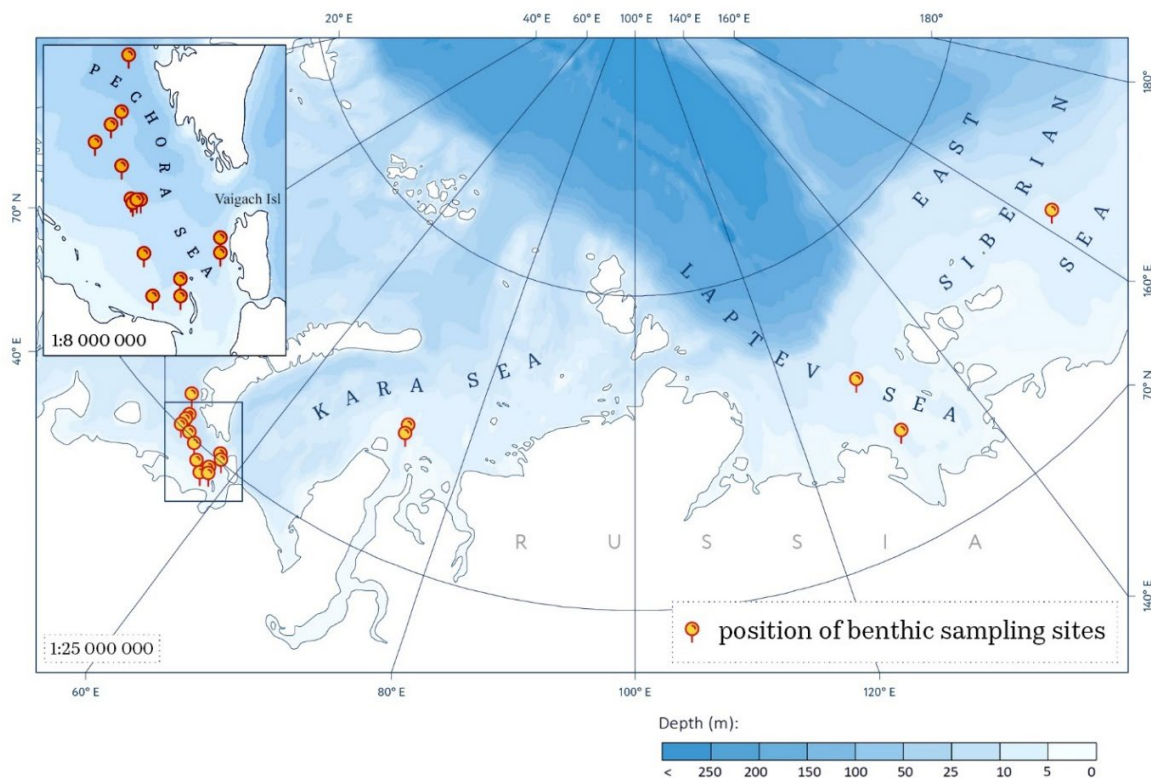 20° E 40° E 60° E 100° E 140° E 160° E 180°
180°
PECHORA SEA
Vaigach Isl
1:8 000 000
70° N
40° E
KARA SEA
LAPTEV SEA
EAST SIBERIAN SEA
160° E
70° N
140° E
RUSSIA
position of benthic sampling sites
1:25 000 000
60° E 80° E 100° E 120° E
Depth (m):
< 250 200 150 100 50 25 10 5 0